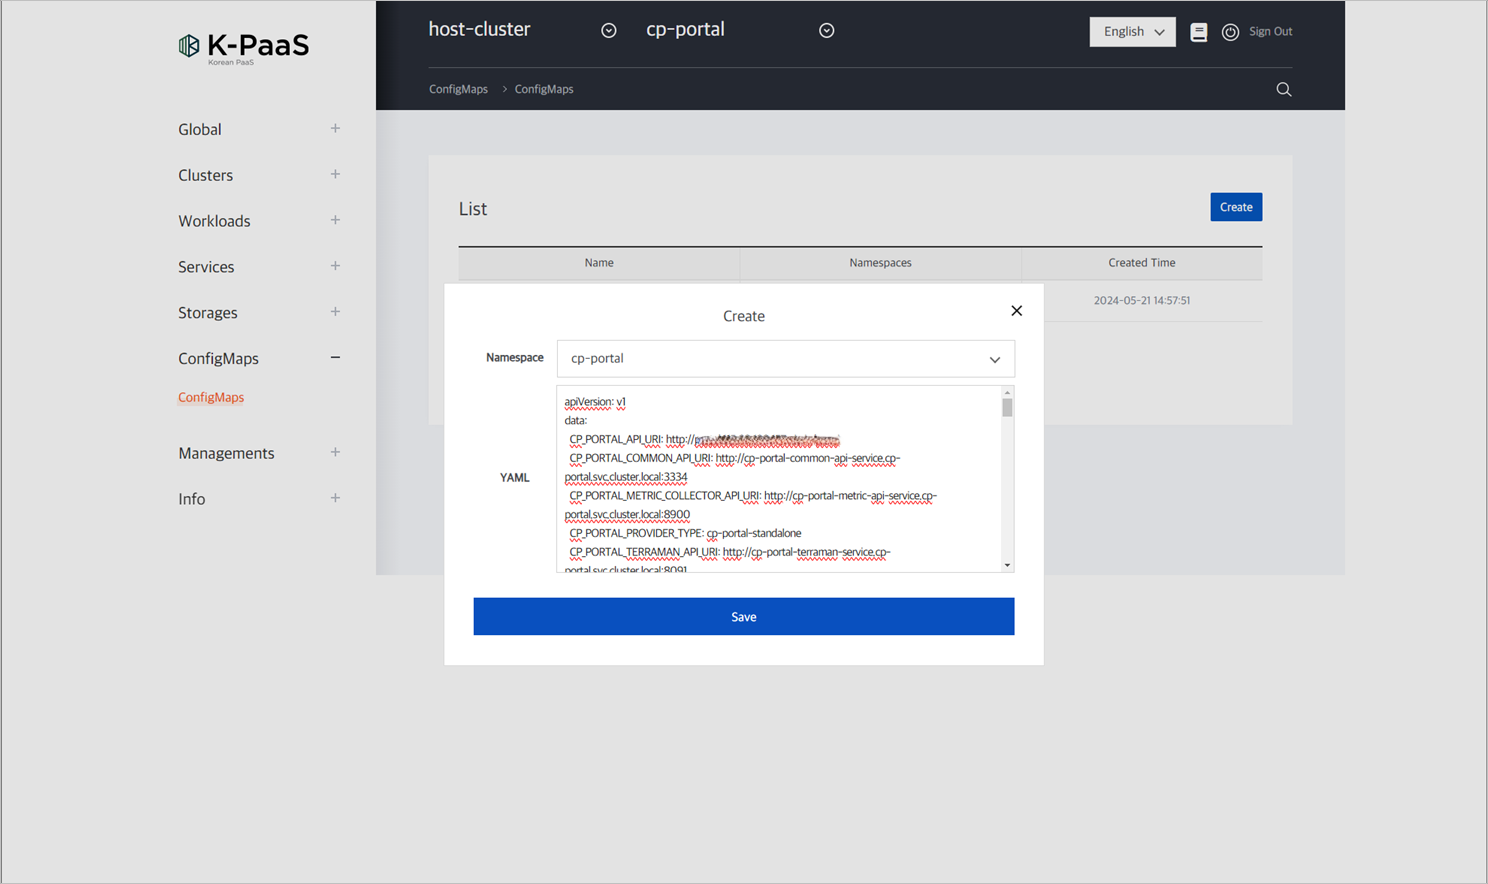 K-PaaS
Korean PaaS
host-cluster
cp-portal
English
Sign Out
ConfigMaps > ConfigMaps
Global
Clusters
Workloads
Services
Storages
ConfigMaps
ConfigMaps
Managements
Info
List
Create
Name Namespaces Created Time
2024-05-21 14:57:51
Create
Namespace
cp-portal
YAML
apiVersion: v1
data:
CP_PORTAL_API_URI: http://
CP_PORTAL_COMMON_API_URI: http://cp-portal-common-api-service.cp-
portal.svc.cluster.local:3334
CP_PORTAL_METRIC_COLLECTOR_API_URI: http://cp-portal-metric-api-service.cp-
portal.svc.cluster.local:8900
CP_PORTAL_PROVIDER_TYPE: cp-portal-standalone
CP_PORTAL_TERRAMAN_API_URI: http://cp-portal-terraman-service.cp-
portal.svc.cluster.local:8091
Save